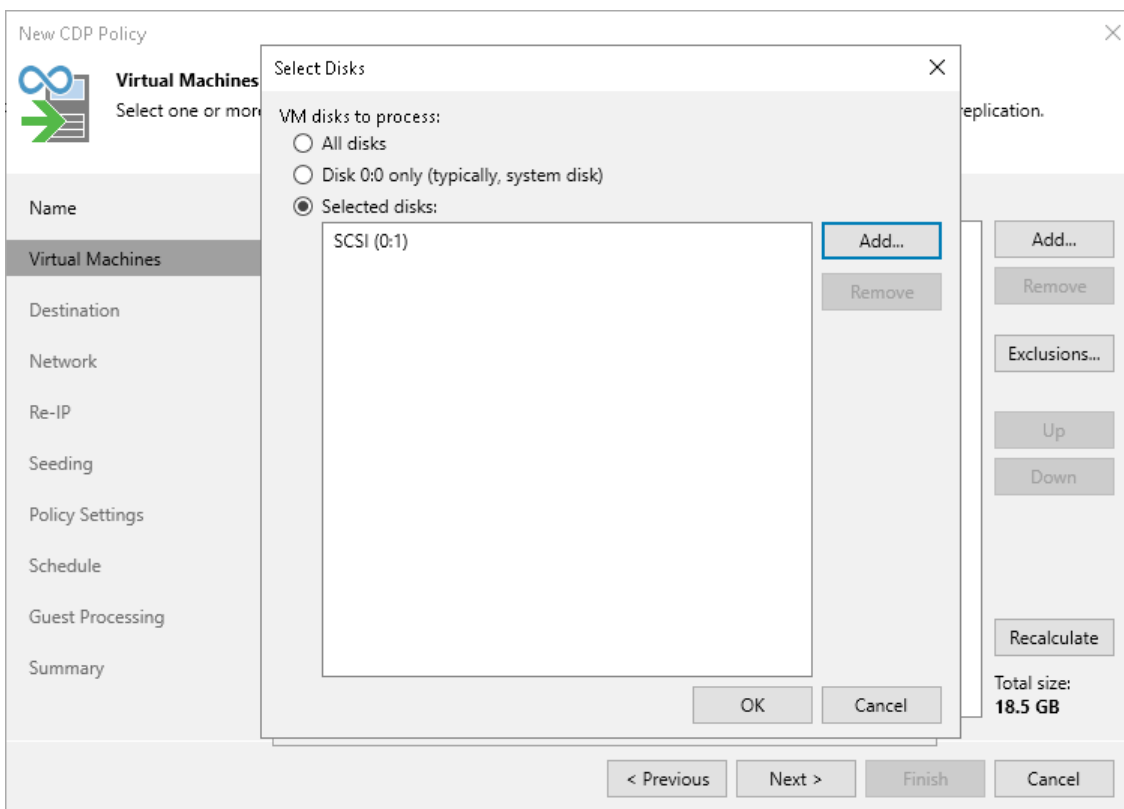 New CDP Policy
Virtual Machines
Select one or more
eplication.
Name
Virtual Machines
Destination
Network
Re-IP
Seeding
Policy Settings
Schedule
Guest Processing
Summary
Select Disks
VM disks to process:
All disks
Disk 0:0 only (typically, system disk)
Selected disks:
SCSI (0:1)
Add...
Remove
OK
Cancel
Add...
Remove
Exclusions...
Up
Down
Recalculate
Total size:
18.5 GB
< Previous
Next >
Finish
Cancel